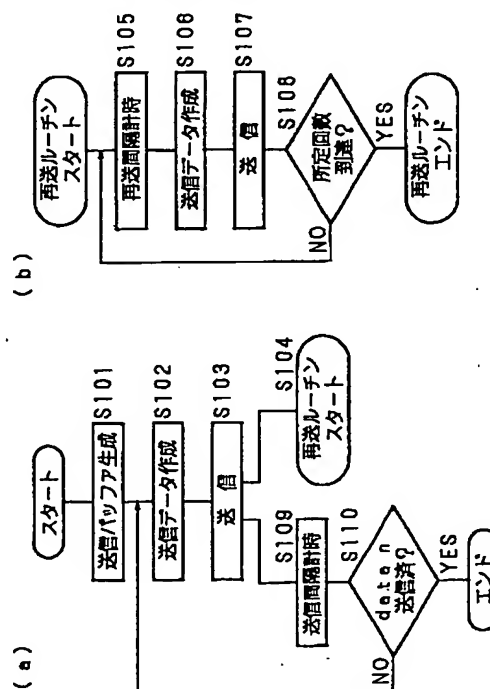 (a)
スタート
送信バッファ生成
S101
送信データ作成
S102
送信
S103
再送ルーチン
スタート
S104
送信間隔計時
S109
data n
送信済?
S110
NO
YES
エンド
(b)
再送ルーチン
スタート
再送間隔計時
S105
送信データ作成
S106
送信
S107
所定回数
到達?
S108
NO
YES
再送ルーチン
エンド